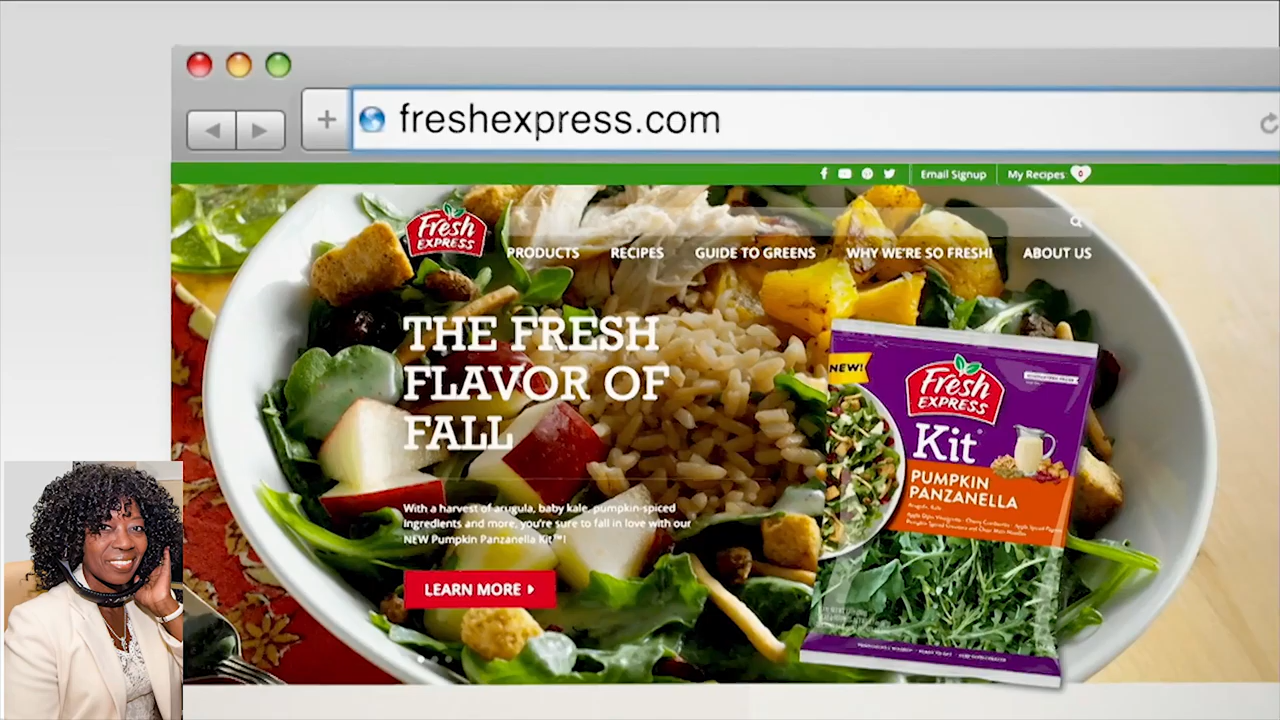 freshexpress.com
Email Signup
My Recipes
Fresh
EXPRESS
PRODUCTS
RECIPES
GUIDE TO GREENS
WHY WE'RE SO FRESH!
ABOUT US
THE FRESH
FLAVOR OF
FALL
With a harvest of arugula, baby kale, pumpkin-spiced
ingredients and more, you're sure to fall in love with our
NEW Pumpkin Panzanella Kit™!
LEARN MORE
NEW!
Fresh
EXPRESS
Kit
PUMPKIN
PANZANELLA